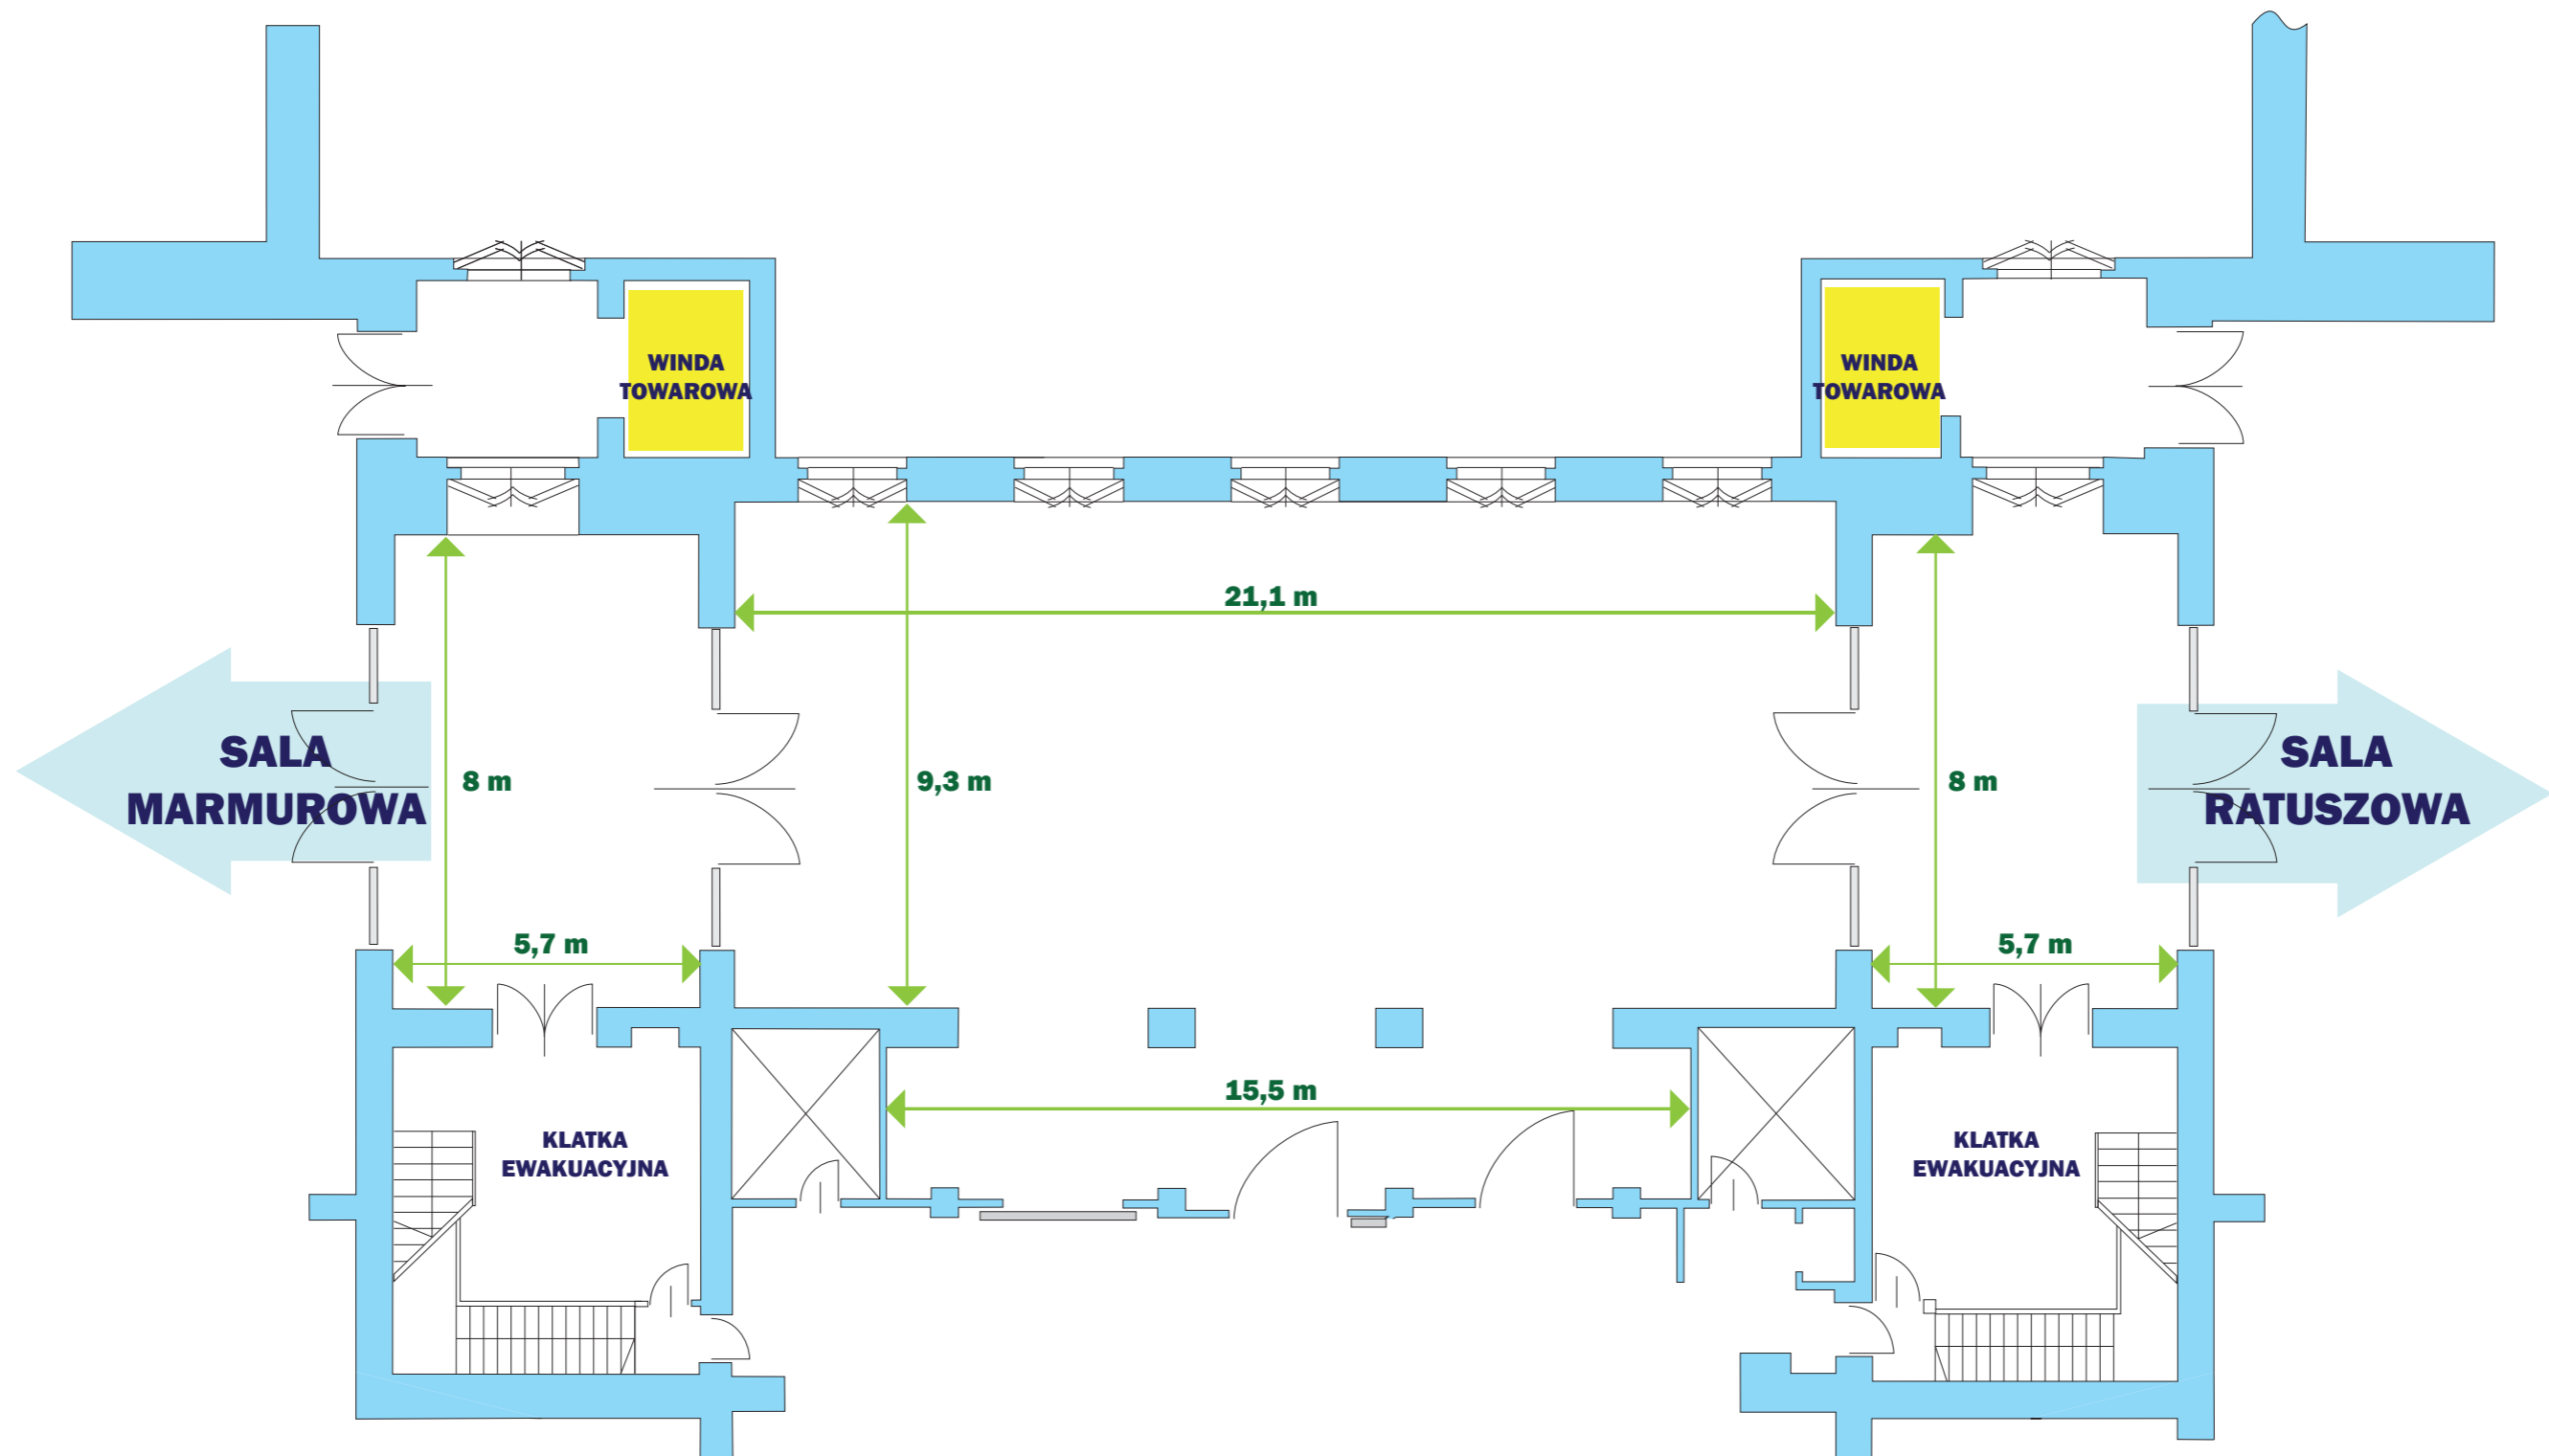 WINDA
TOWAROWA
WINDA
TOWAROWA
21,1 m
SALA
MARMUROWA
8 m
9,3 m
8 m
SALA
RATUSZOWA
5,7 m
5,7 m
15,5 m
KLATKA
EWAKUACYJNA
KLATKA
EWAKUACYJNA